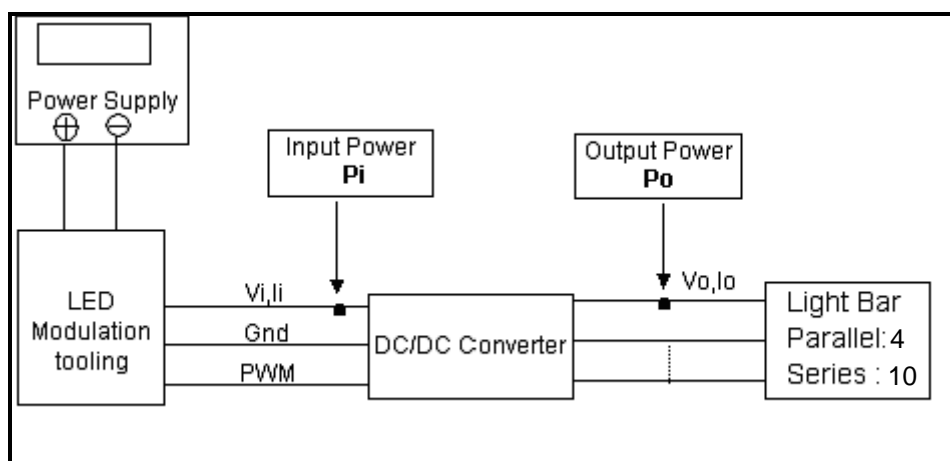 Power Supply
Input Power
Pi
Output Power
Po
LED
Modulation
tooling
Vi,Ii
Gnd
PWM
DC/DC Converter
Vo,Io
Light Bar
Parallel: 4
Series : 10